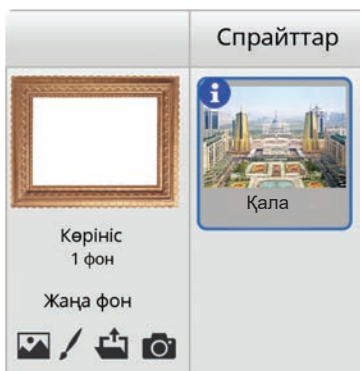 Спрайттар
Қала
Көрініс
1 фон
Жаңа фон